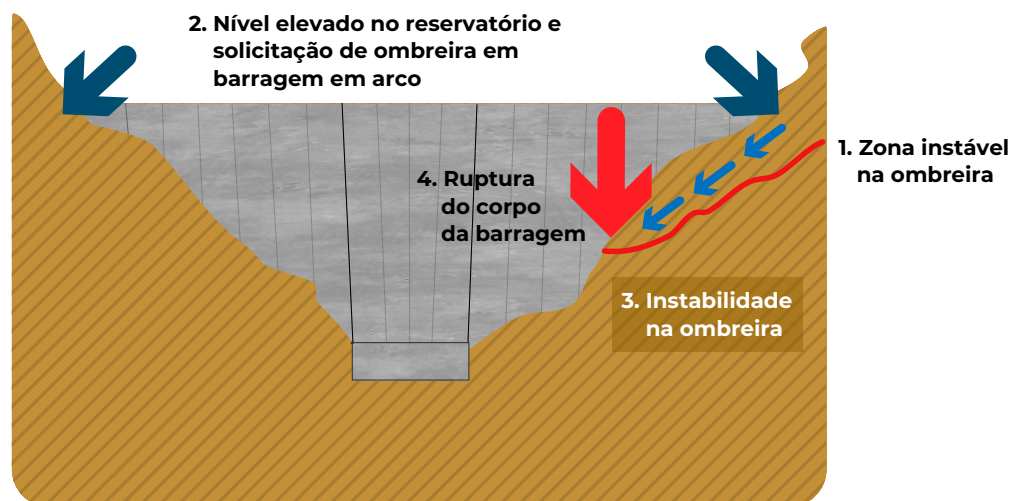 2. Nível elevado no reservatório e
solicitação de ombreira em
barragem em arco
1. Zona instável
na ombreira
4. Ruptura
do corpo
da barragem
3. Instabilidade
na ombreira